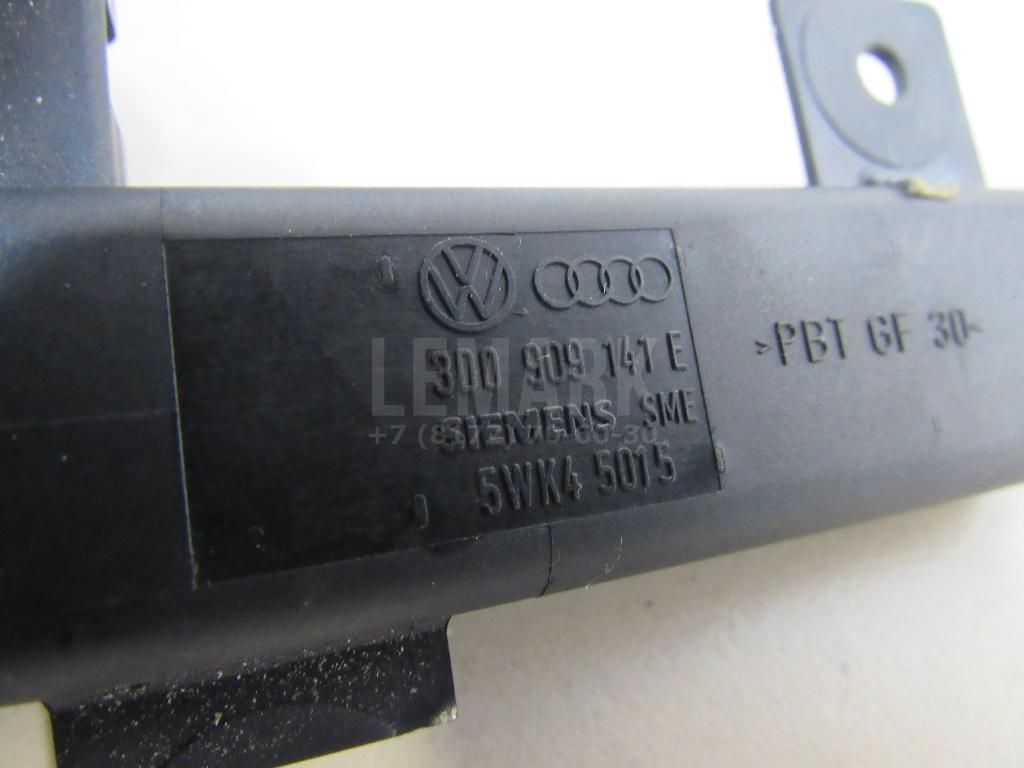 3D0 909 141 E
SIEMENS SME
5WK4 5015
>PBT GF 30<
LEMARK